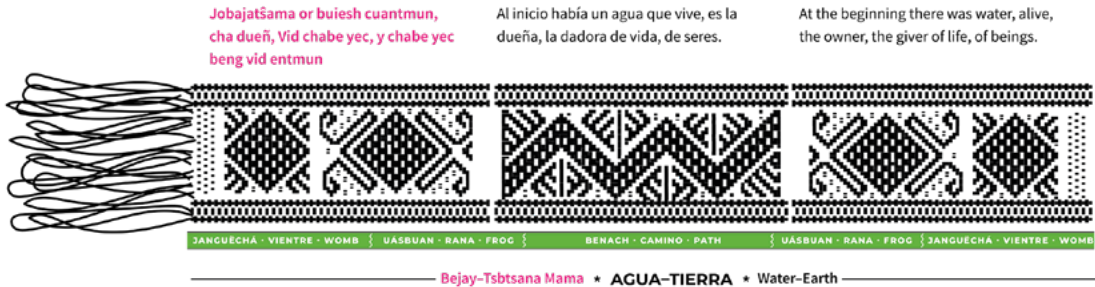 Jobajatŝama or buiesh cuantmun,
cha dueñ, Vid chabe yec, y chabe yec
beng vid entmun
Al inicio había un agua que vive, es la
dueña, la dadora de vida, de seres.
At the beginning there was water, alive,
the owner, the giver of life, of beings.
JANGUËCHÁ · VIENTRE · WOMB
UÁSBUAN · RANA · FROG
BENACH · CAMINO · PATH
UÁSBUAN · RANA · FROG
JANGUËCHÁ · VIENTRE · WOMB
Bejay–Tsbtsana Mama ★ AGUA–TIERRA ★ Water–Earth